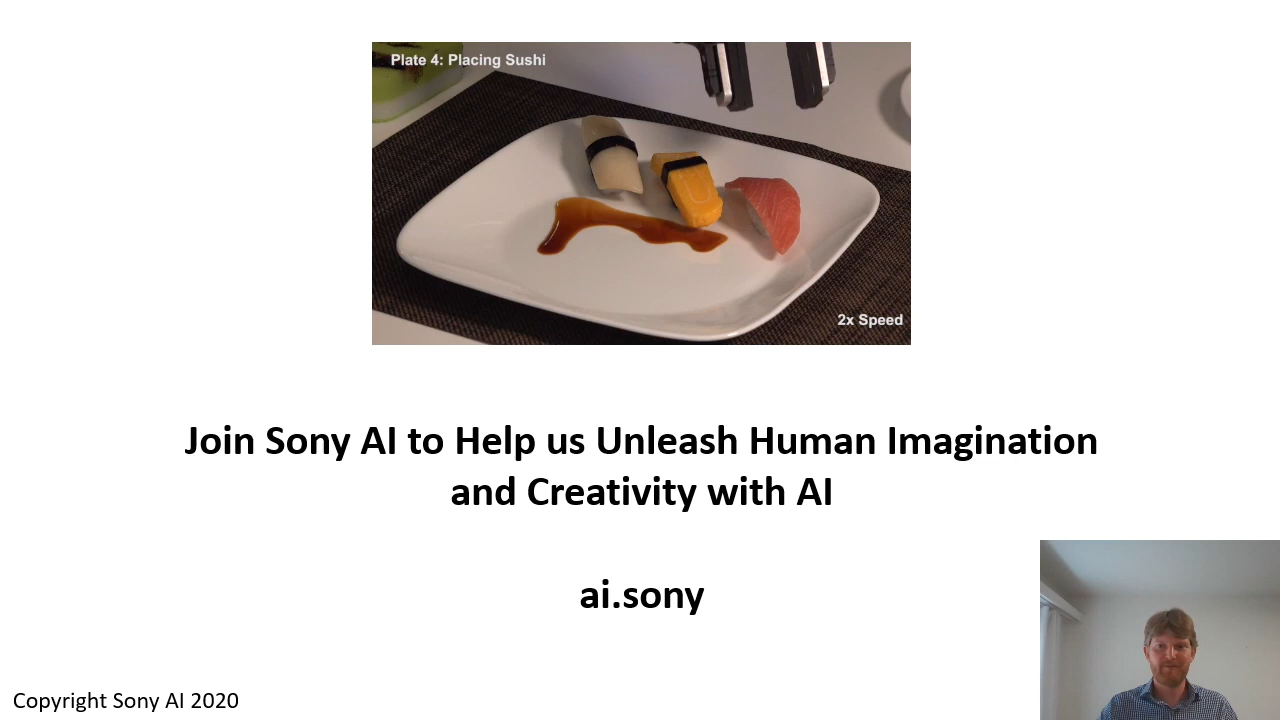 Plate 4: Placing Sushi
2x Speed
Join Sony AI to Help us Unleash Human Imagination
and Creativity with AI
ai.sony
Copyright Sony AI 2020